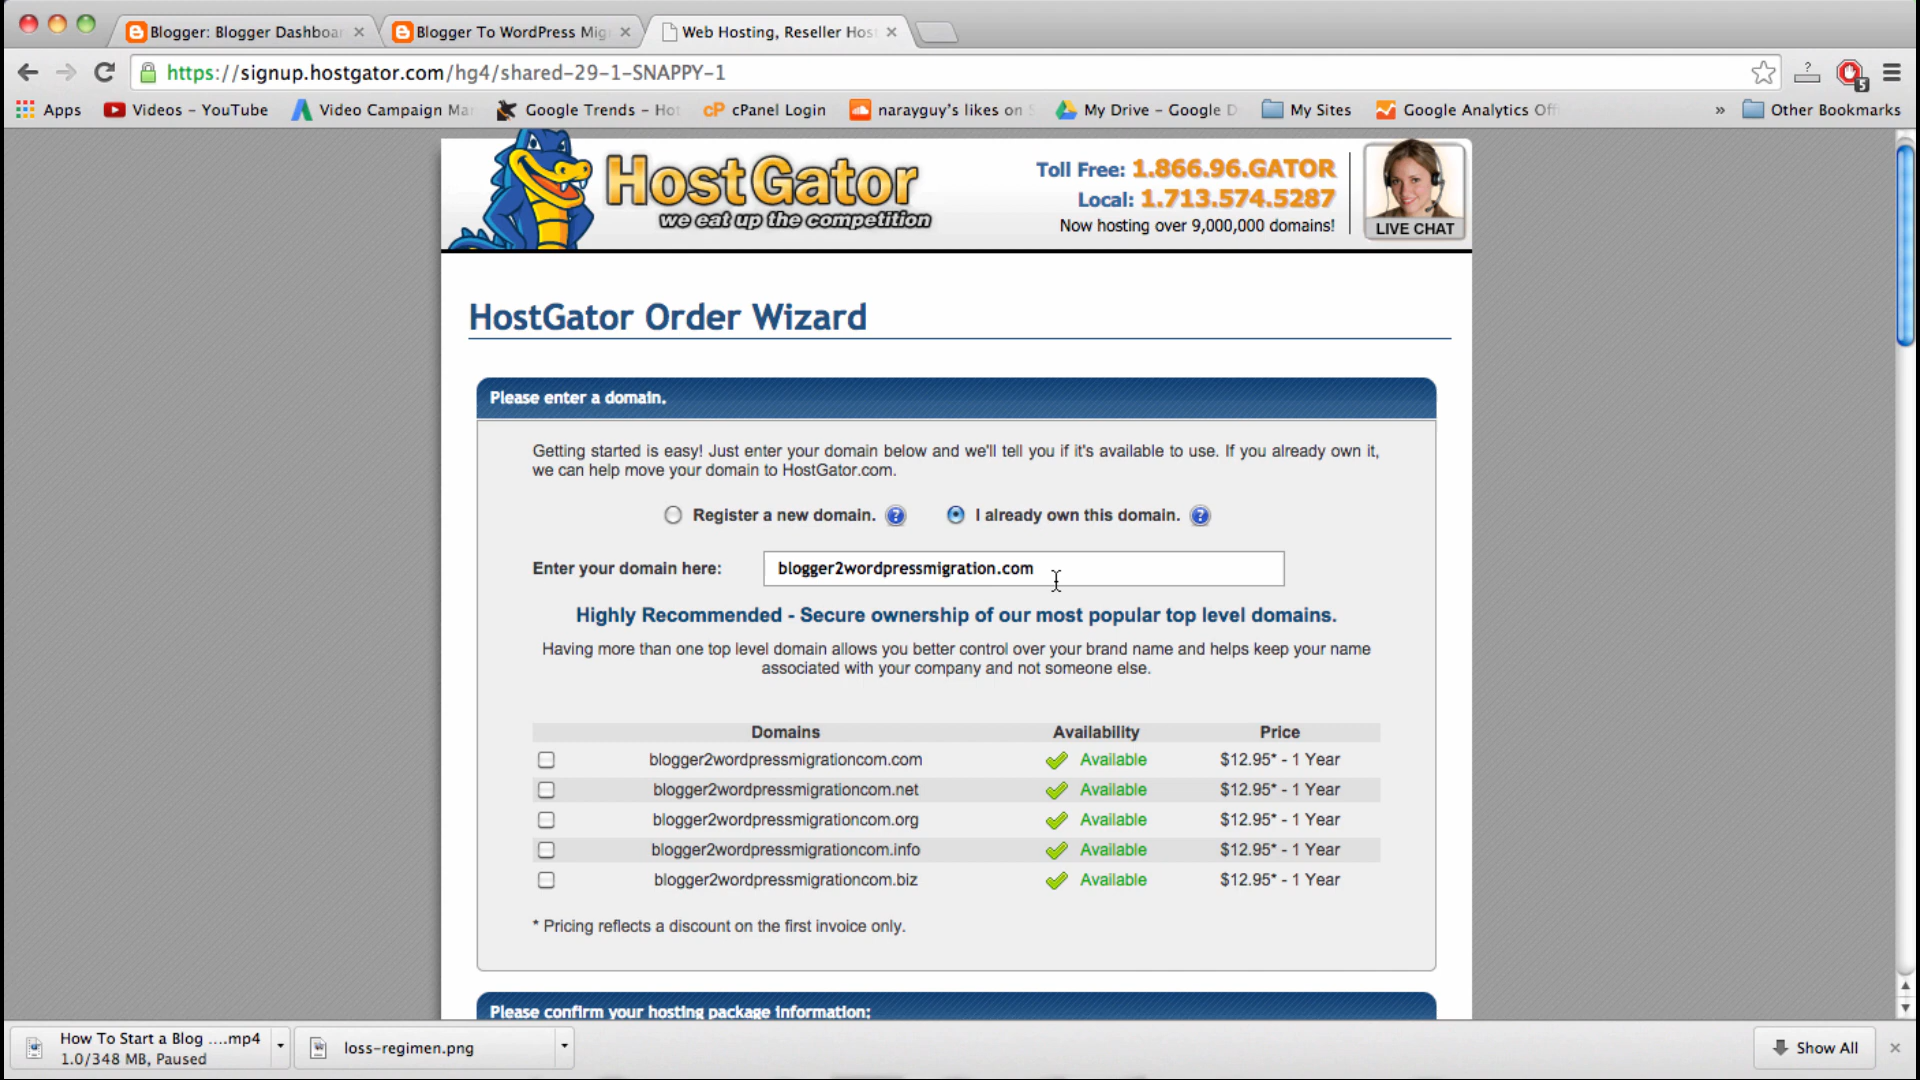 Blogger: Blogger Dashboa
Blogger To WordPress Mig
Web Hosting, Reseller Hos
https://signup.hostgator.com/hg4/shared-29-1-SNAPPY-1
?
5
Apps
Videos – YouTube
Video Campaign Ma
Google Trends – Hot
cP cPanel Login
narayguy's likes on S
My Drive – Google D
My Sites
Google Analytics Offi
»
Other Bookmarks
HostGator
we eat up the competition
Toll Free: 1.866.96.GATOR
Local: 1.713.574.5287
Now hosting over 9,000,000 domains!
LIVE CHAT
HostGator Order Wizard
Please enter a domain.
Getting started is easy! Just enter your domain below and we'll tell you if it's available to use. If you already own it,
we can help move your domain to HostGator.com.
Register a new domain. ?
I already own this domain. ?
Enter your domain here: blogger2wordpressmigration.com
Highly Recommended - Secure ownership of our most popular top level domains.
Having more than one top level domain allows you better control over your brand name and helps keep your name
associated with your company and not someone else.
Domains Availability Price
blogger2wordpressmigrationcom.com Available $12.95* - 1 Year
blogger2wordpressmigrationcom.net Available $12.95* - 1 Year
blogger2wordpressmigrationcom.org Available $12.95* - 1 Year
blogger2wordpressmigrationcom.info Available $12.95* - 1 Year
blogger2wordpressmigrationcom.biz Available $12.95* - 1 Year
* Pricing reflects a discount on the first invoice only.
Please confirm your hosting package information:
How To Start a Blog ....mp4
1.0/348 MB, Paused
loss-regimen.png
Show All